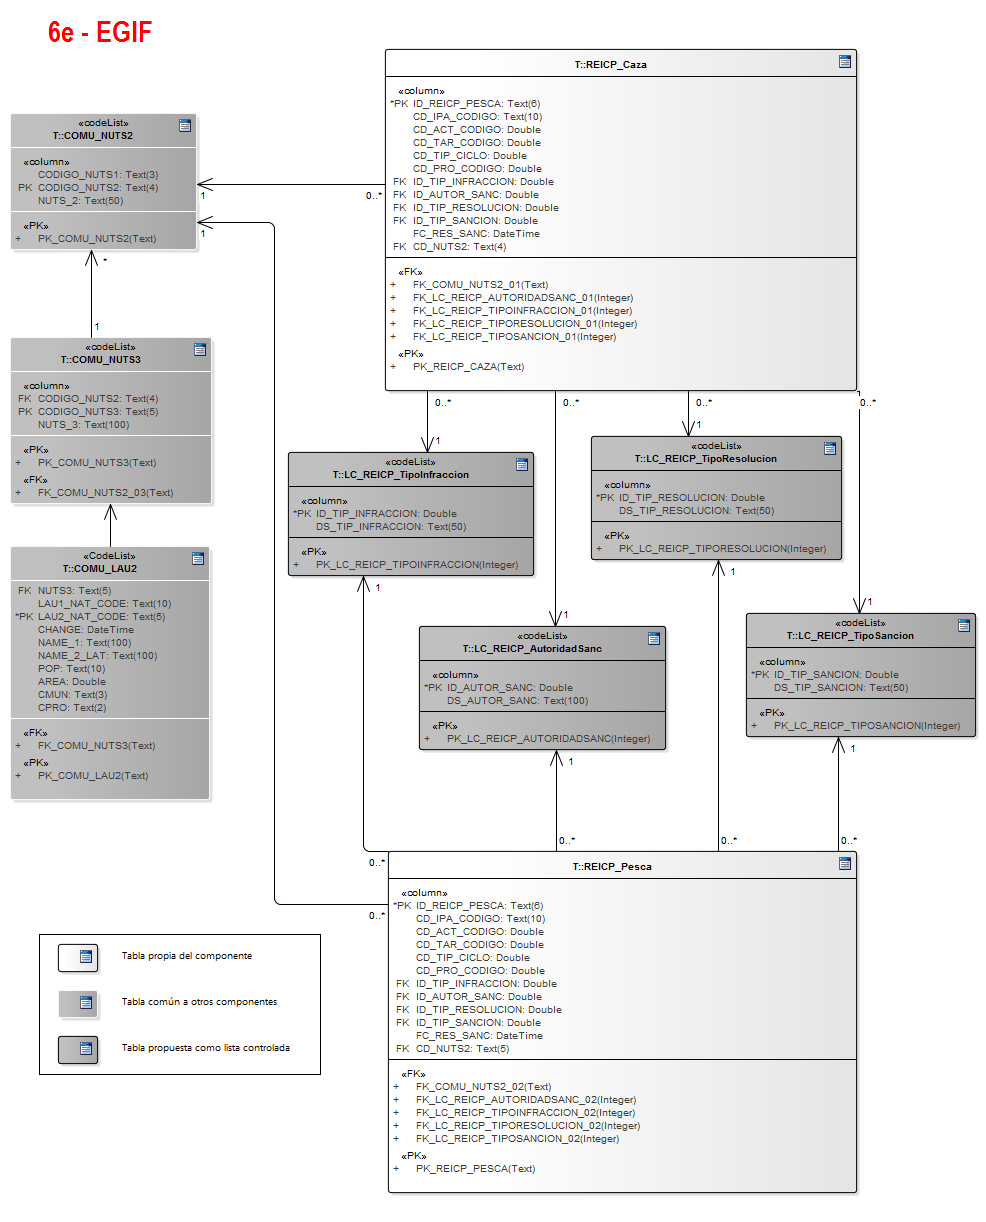 6e - EGIF
«codeList»
T::COMU_NUTS2
«column»
CODIGO_NUTS1: Text(3)
PK CODIGO_NUTS2: Text(4)
NUTS_2: Text(50)
«PK»
+ PK_COMU_NUTS2(Text)
1
1
*
1
«codeList»
T::COMU_NUTS3
«column»
FK CODIGO_NUTS2: Text(4)
PK CODIGO_NUTS3: Text(5)
NUTS_3: Text(100)
«PK»
+ PK_COMU_NUTS3(Text)
«FK»
+ FK_COMU_NUTS2_03(Text)
«CodeList»
T::COMU_LAU2
FK NUTS3: Text(5)
LAU1_NAT_CODE: Text(10)
*PK LAU2_NAT_CODE: Text(5)
CHANGE: DateTime
NAME_1: Text(100)
NAME_2_LAT: Text(100)
POP: Text(10)
AREA: Double
CMUN: Text(3)
CPRO: Text(2)
«FK»
+ FK_COMU_NUTS3(Text)
«PK»
+ PK_COMU_LAU2(Text)
T::REICP_Caza
«column»
*PK ID_REICP_PESCA: Text(6)
CD_IPA_CODIGO: Text(10)
CD_ACT_CODIGO: Double
CD_TAR_CODIGO: Double
CD_TIP_CICLO: Double
CD_PRO_CODIGO: Double
FK ID_TIP_INFRACCION: Double
FK ID_AUTOR_SANC: Double
FK ID_TIP_RESOLUCION: Double
FK ID_TIP_SANCION: Double
FC_RES_SANC: DateTime
FK CD_NUTS2: Text(4)
«FK»
+ FK_COMU_NUTS2_01(Text)
+ FK_LC_REICP_AUTORIDADSANC_01(Integer)
+ FK_LC_REICP_TIPOINFRACCION_01(Integer)
+ FK_LC_REICP_TIPORESOLUCION_01(Integer)
+ FK_LC_REICP_TIPOSANCION_01(Integer)
«PK»
+ PK_REICP_CAZA(Text)
0..*
0..*
0..*
0..*
0..*
1
1
«codeList»
T::LC_REICP_TipoInfraccion
«column»
*PK ID_TIP_INFRACCION: Double
DS_TIP_INFRACCION: Text(50)
«PK»
+ PK_LC_REICP_TIPOINFRACCION(Integer)
1
«codeList»
T::LC_REICP_TipoResolucion
«column»
*PK ID_TIP_RESOLUCION: Double
DS_TIP_RESOLUCION: Text(50)
«PK»
+ PK_LC_REICP_TIPORESOLUCION(Integer)
1
1
«codeList»
T::LC_REICP_AutoridadSanc
«column»
*PK ID_AUTOR_SANC: Double
DS_AUTOR_SANC: Text(100)
«PK»
+ PK_LC_REICP_AUTORIDADSANC(Integer)
1
1
«codeList»
T::LC_REICP_TipoSancion
«column»
*PK ID_TIP_SANCION: Double
DS_TIP_SANCION: Text(50)
«PK»
+ PK_LC_REICP_TIPOSANCION(Integer)
1
0..*
0..*
0..*
0..*
0..*
T::REICP_Pesca
«column»
*PK ID_REICP_PESCA: Text(6)
CD_IPA_CODIGO: Text(10)
CD_ACT_CODIGO: Double
CD_TAR_CODIGO: Double
CD_TIP_CICLO: Double
CD_PRO_CODIGO: Double
FK ID_TIP_INFRACCION: Double
FK ID_AUTOR_SANC: Double
FK ID_TIP_RESOLUCION: Double
FK ID_TIP_SANCION: Double
FC_RES_SANC: DateTime
FK CD_NUTS2: Text(5)
«FK»
+ FK_COMU_NUTS2_02(Text)
+ FK_LC_REICP_AUTORIDADSANC_02(Integer)
+ FK_LC_REICP_TIPOINFRACCION_02(Integer)
+ FK_LC_REICP_TIPORESOLUCION_02(Integer)
+ FK_LC_REICP_TIPOSANCION_02(Integer)
«PK»
+ PK_REICP_PESCA(Text)
Tabla propia del componente
Tabla común a otros componentes
Tabla propuesta como lista controlada